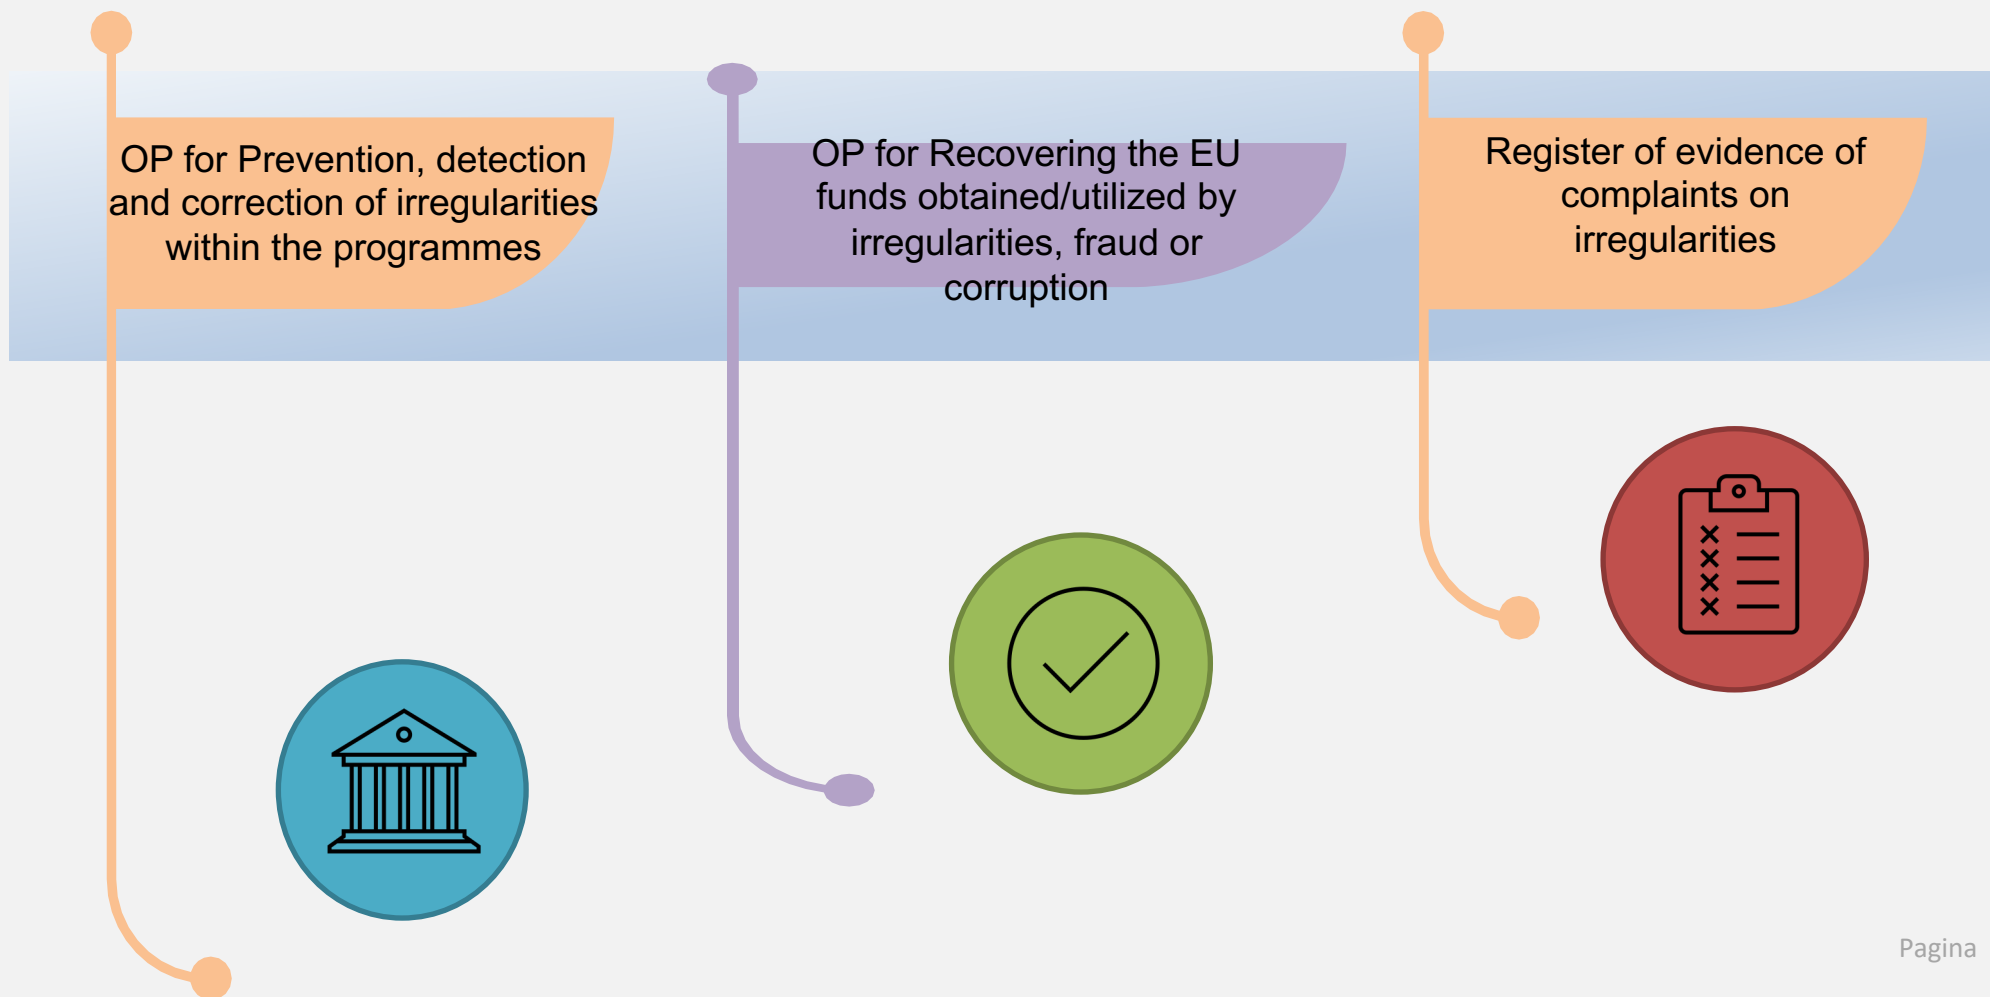 OP for Prevention, detection
and correction of irregularities
within the programmes
OP for Recovering the EU
funds obtained/utilized by
irregularities, fraud or
corruption
Register of evidence of
complaints on
irregularities
Pagina